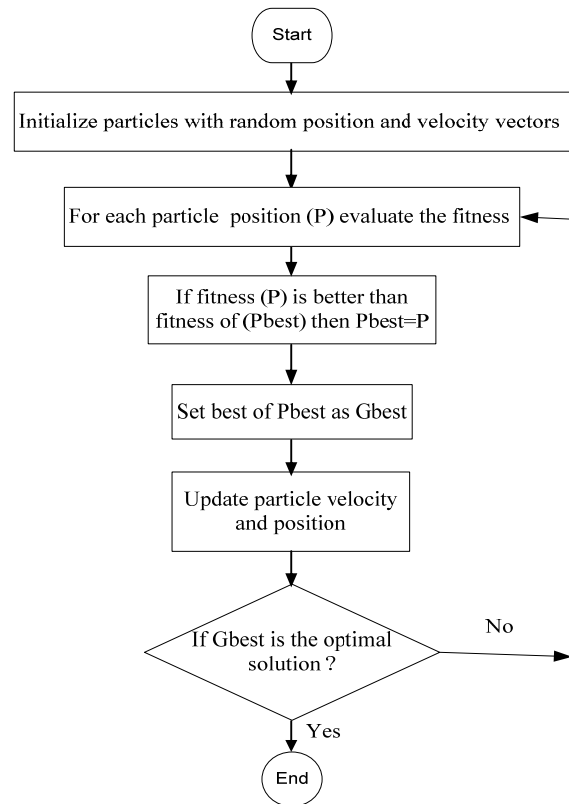 Start
Initialize particles with random position and velocity vectors
For each particle position (P) evaluate the fitness
If fitness (P) is better than
fitness of (Pbest) then Pbest=P
Set best of Pbest as Gbest
Update particle velocity
and position
If Gbest is the optimal
solution ?
No
Yes
End